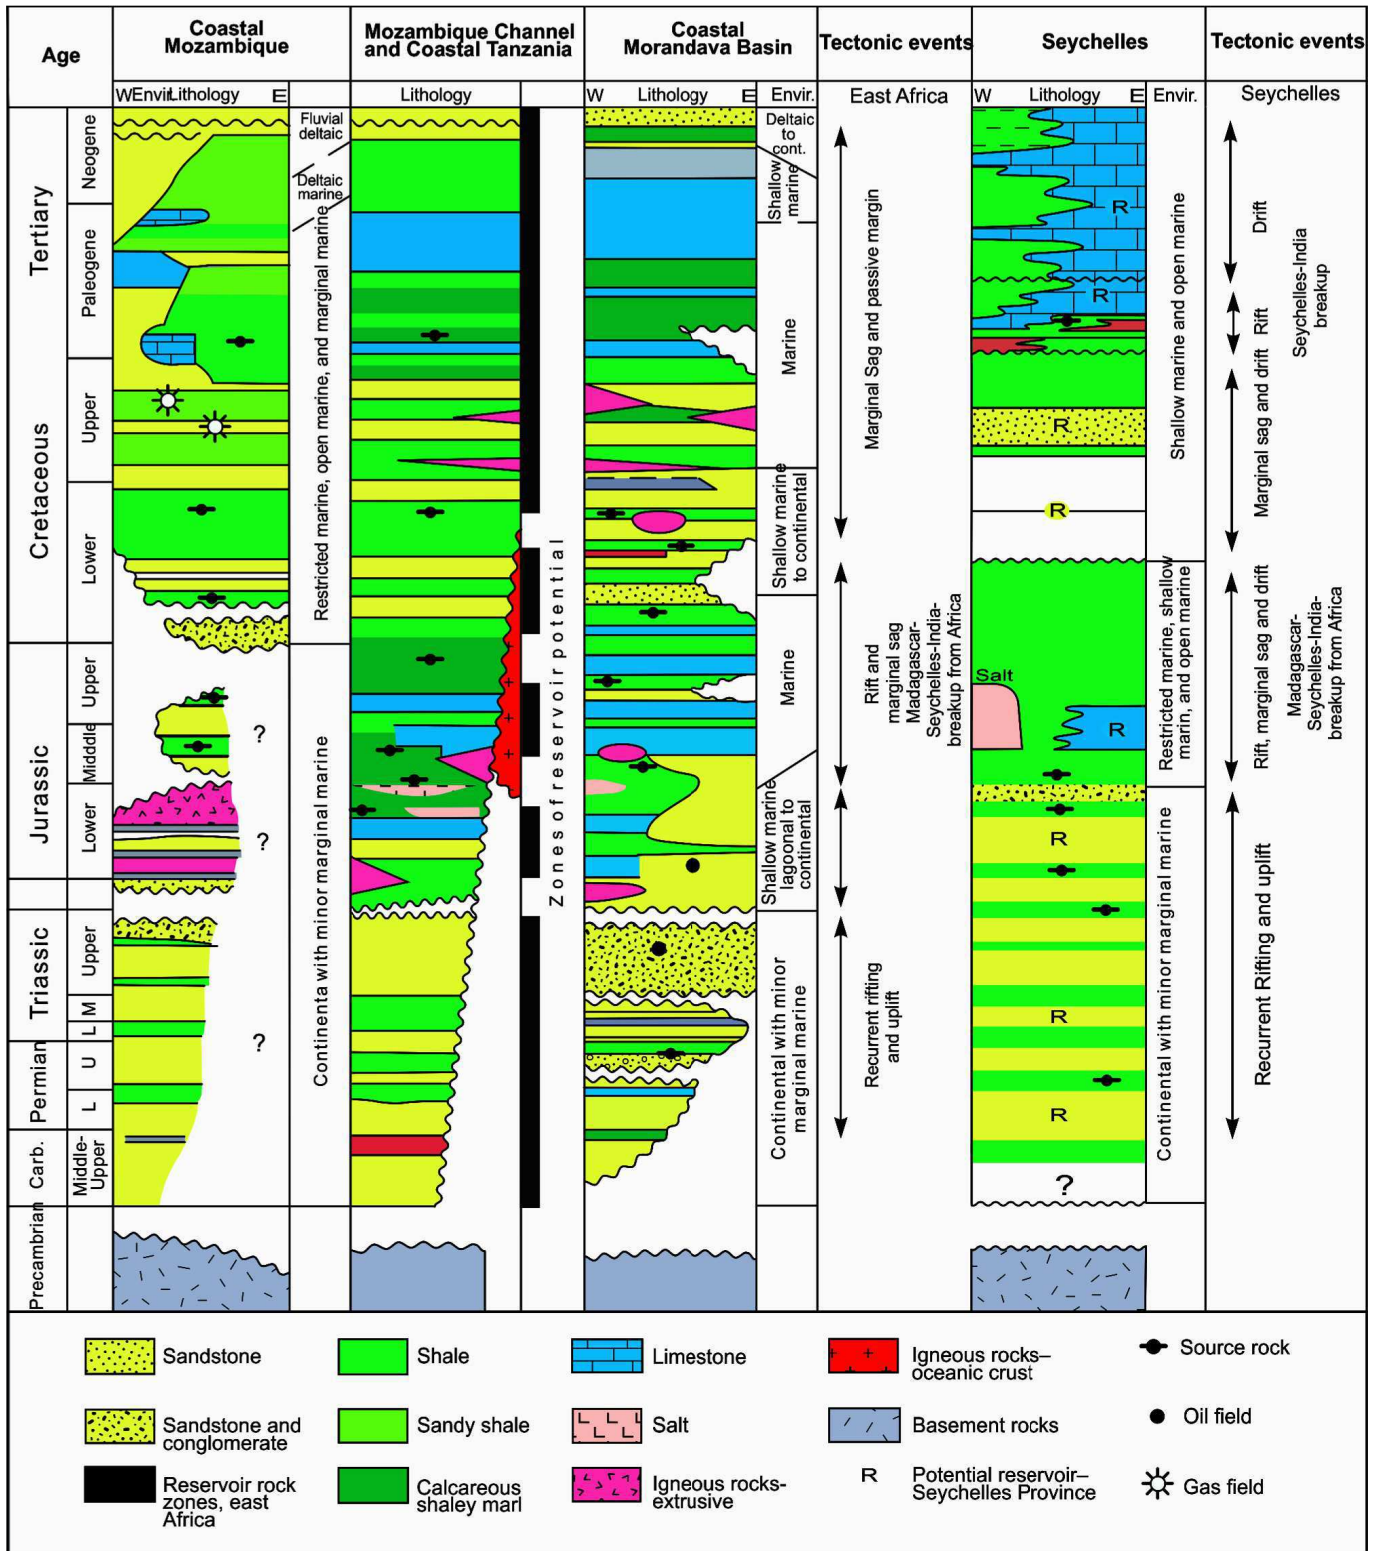 Age
Coastal
Mozambique
Mozambique Channel
and Coastal Tanzania
Coastal
Morandava Basin
Tectonic events
Seychelles
Tectonic events
WEnvir.Lithology E
Lithology
W Lithology E
Envir.
East Africa
W Lithology E
Envir.
Seychelles
Tertiary
Cretaceous
Jurassic
Triassic
Permian
Carb.
Precambrian
Neogene
Paleogene
Upper
Lower
Upper
Middle
Lower
Upper
M
L
U
L
Middle-
Upper
?
?
?
Fluvial
deltaic
Deltaic
marine
Restricted marine, open marine, and marginal marine
Continenta with minor marginal marine
Zones of reservoir potential
Deltaic
to
cont.
Shallow
marine
Marine
Shallow marine
to continental
Marine
Shallow marine
lagoonal to
continental
Continental with minor
marginal marine
Marginal Sag and passive margin
Rift and
marginal sag
Madagascar-
Seychelles-India-
breakup from Africa
Recurrent rifting
and uplift
R
R
R
R
Salt
R
R
R
R
?
Shallow marine and open marine
Restricted marine, shallow
marin, and open marine
Continental with minor marginal marine
Drift
Rift
Seychelles-India
breakup
Marginal sag and drift
Rift, marginal sag and drift
Madagascar-
Seychelles-India-
breakup from Africa
Recurrent Rifting and uplift
Sandstone
Shale
Limestone
Igneous rocks–
oceanic crust
Source rock
Sandstone and
conglomerate
Sandy shale
Salt
Basement rocks
Oil field
Reservoir rock
zones, east
Africa
Calcareous
shaley marl
Igneous rocks-
extrusive
R
Potential reservoir–
Seychelles Province
Gas field